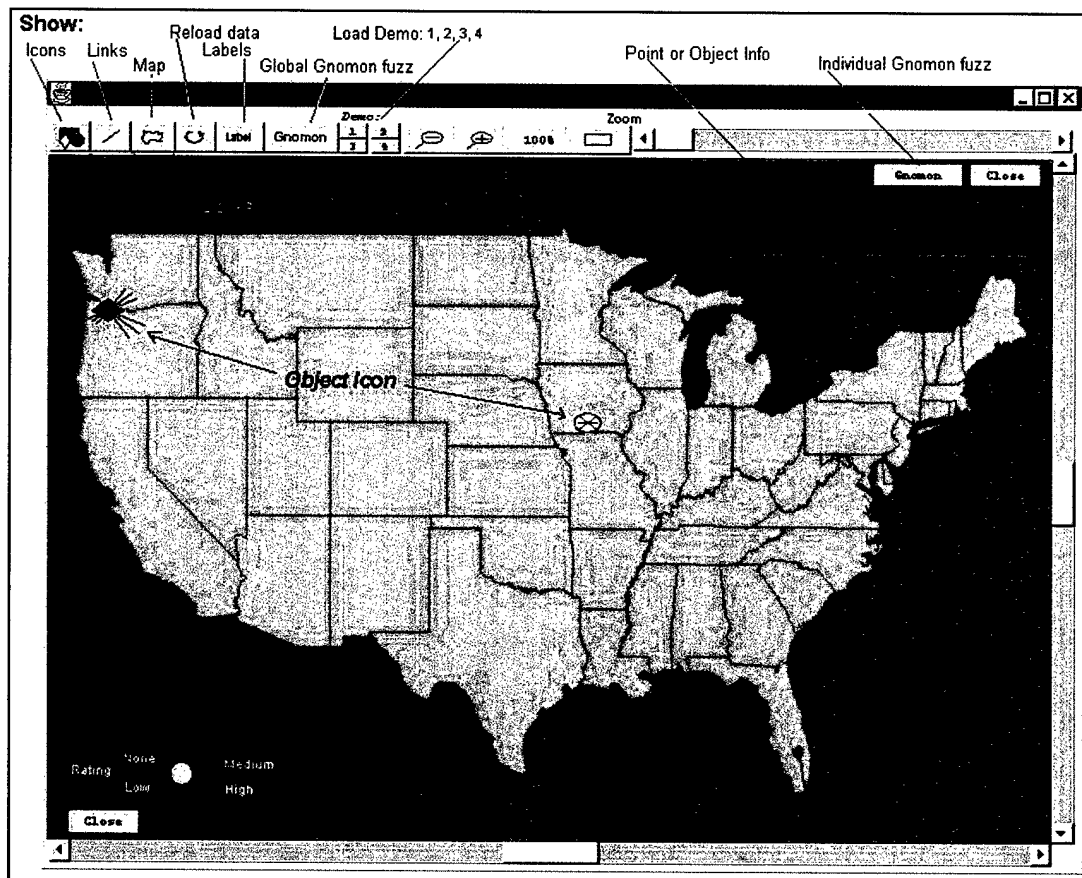 Show:
Icons
Links
Map
Reload data
Labels
Global Gnomon fuzz
Load Demo: 1, 2, 3, 4
Point or Object Info
Individual Gnomon fuzz
Label
Gnomon
Demo:
1 2
3 4
100%
Zoom
Gnomon
Close
Object Icon
Rating
None
Low
Medium
High
Close